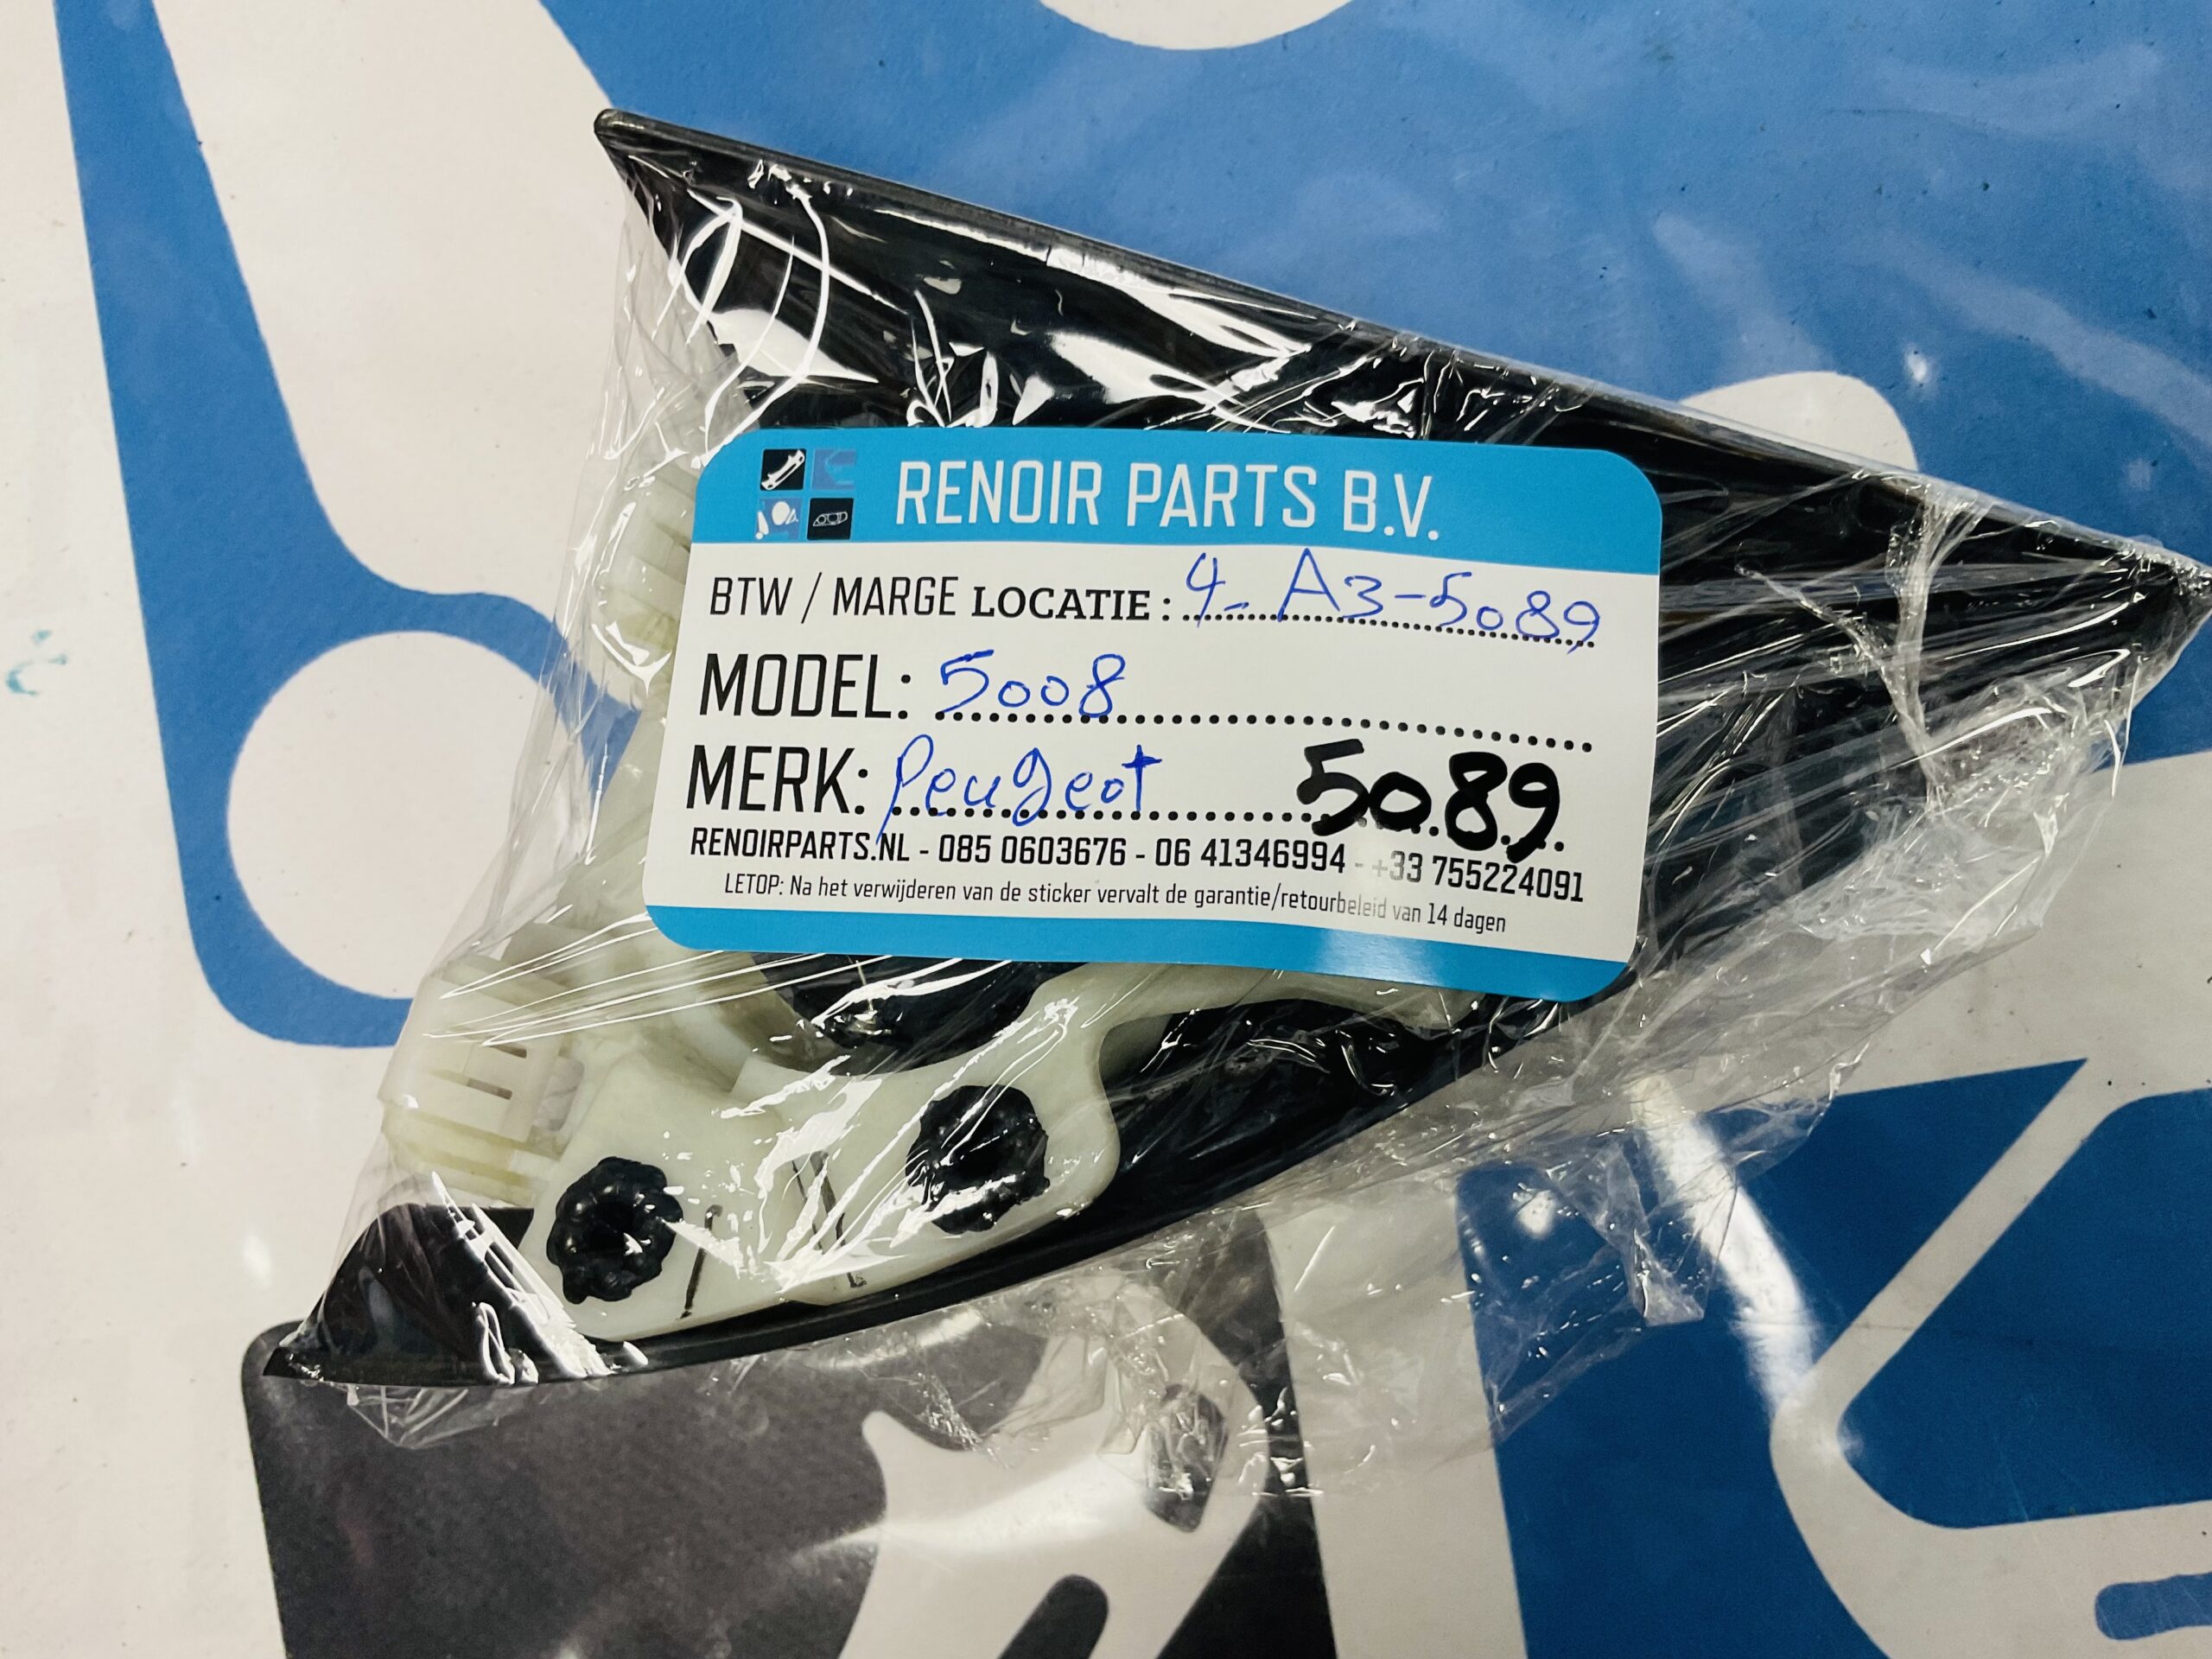 RENOIR PARTS B.V.
BTW / MARGE LOCATIE : 4- A3-5089
MODEL: 5008
MERK: Peugeot 5089
RENOIRPARTS.NL - 085 0603676 - 06 41346994 - +33 755224091
LETOP: Na het verwijderen van de sticker vervalt de garantie/retourbeleid van 14 dagen